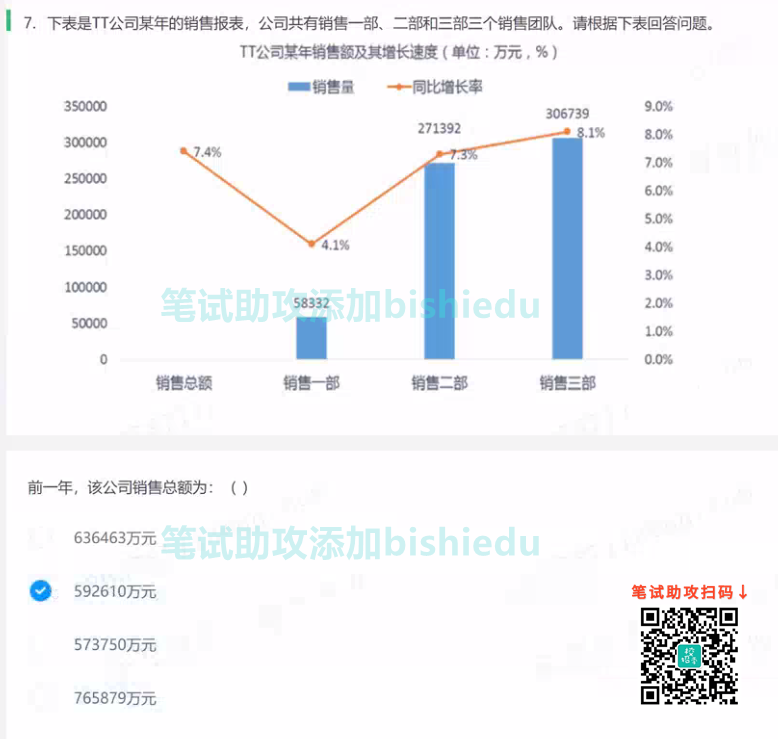 7. 下表是TT公司某年的销售报表，公司共有销售一部、二部和三部三个销售团队。请根据下表回答问题。
TT公司某年销售额及其增长速度（单位：万元，%）
销售量 同比增长率
350000 9.0%
300000 8.0%
250000 7.0%
200000 6.0%
150000 5.0%
100000 4.0%
50000 3.0%
0 2.0%
1.0%
0.0%
7.4%
4.1%
7.3%
8.1%
58332
271392
306739
销售总额 销售一部 销售二部 销售三部
笔试助攻添加bishiedu
前一年，该公司销售总额为：（ ）
636463万元
笔试助攻添加bishiedu
592610万元
573750万元
765879万元
笔试助攻扫码↓